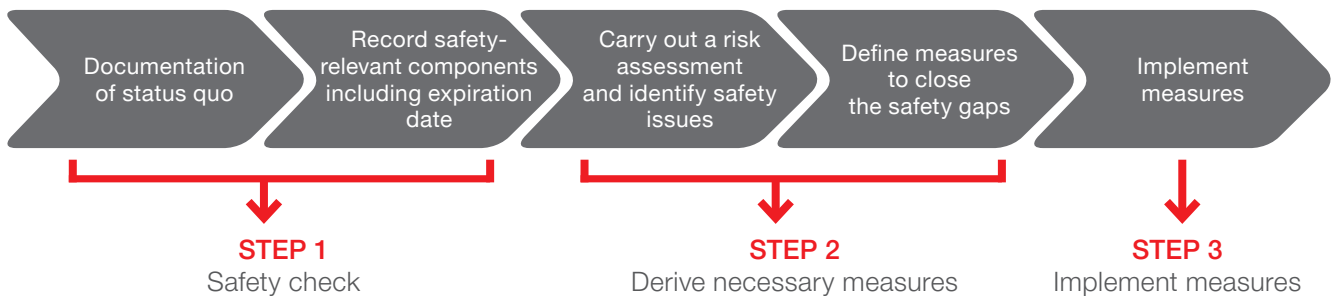 Documentation
of status quo
Record safety-
relevant components
including expiration
date
Carry out a risk
assessment
and identify safety
issues
Define measures
to close
the safety gaps
Implement
measures
STEP 1
Safety check
STEP 2
Derive necessary measures
STEP 3
Implement measures